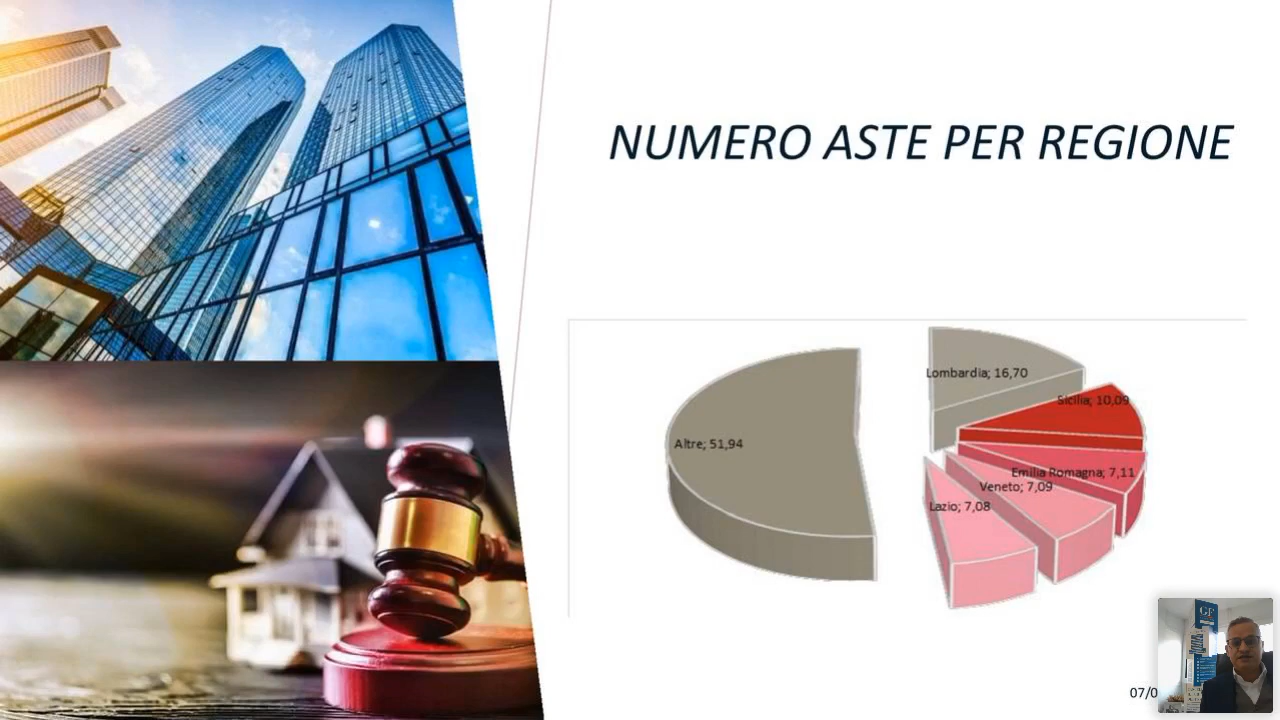 NUMERO ASTE PER REGIONE
Lombardia; 16,70
Sicilia; 10,09
Altre; 51,94
Emilia Romagna; 7,11
Veneto; 7,09
Lazio; 7,08
GF
07/0